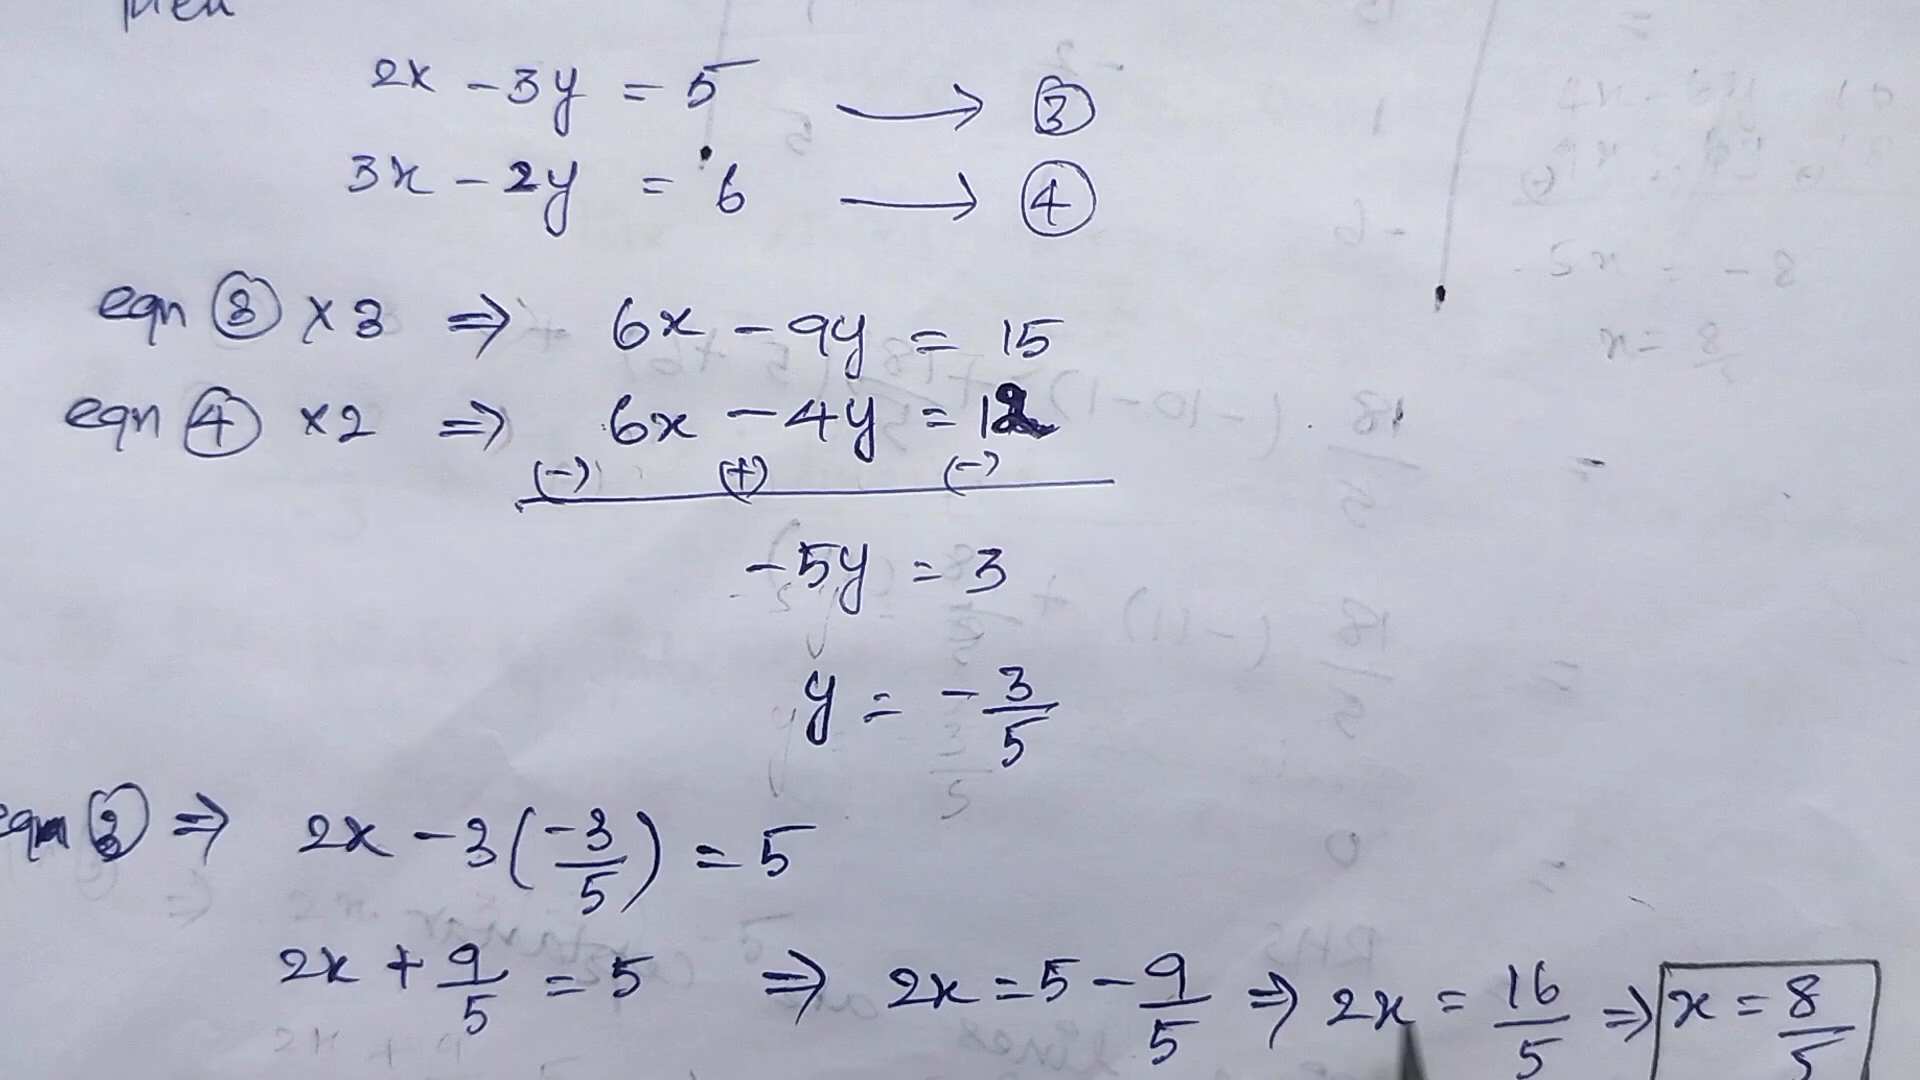 then
2x - 3y = 5 → ③
3x - 2y = 6 → ④
eqn ③ × 3 ⇒ 6x - 9y = 15
eqn ④ × 2 ⇒ 6x - 4y = 12
(-) (+) (-)
-5y = 3
y = -3/5
eqn ③ ⇒ 2x - 3(-3/5) = 5
2x + 9/5 = 5 ⇒ 2x = 5 - 9/5 ⇒ 2x = 16/5 ⇒ x = 8/5